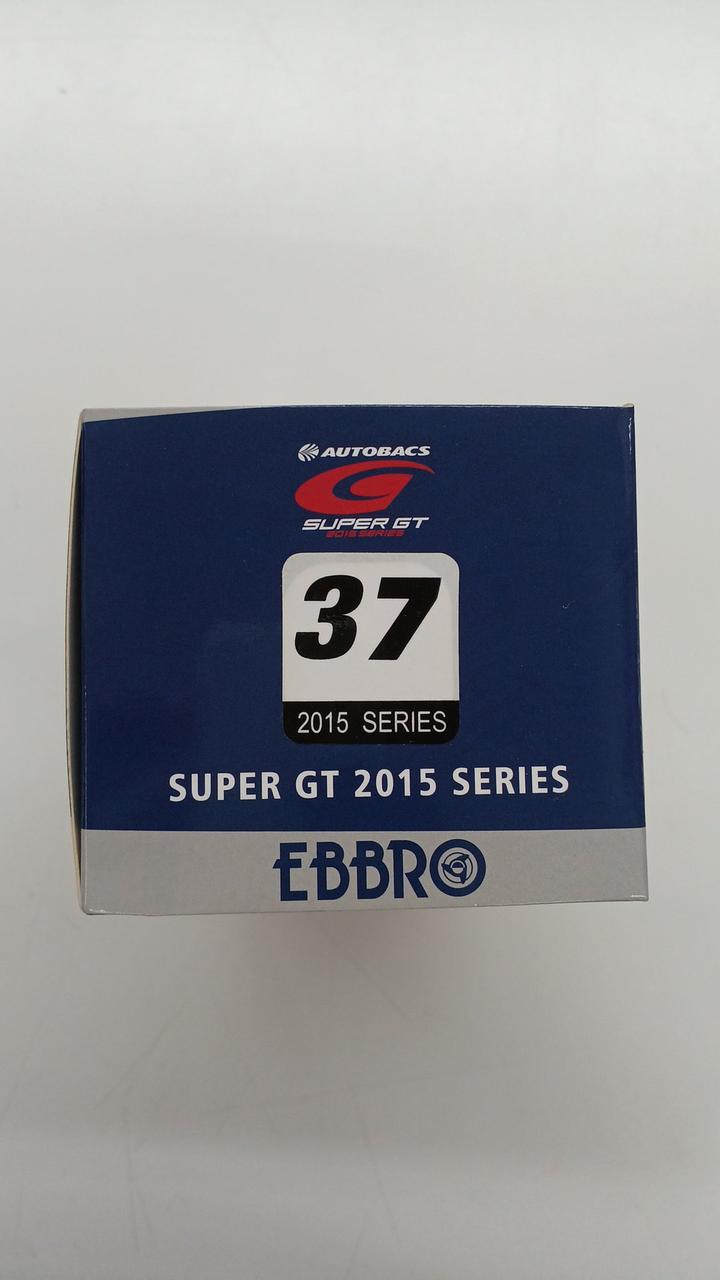 AUTOBACS
SUPER GT
2015 SERIES
37
2015 SERIES
SUPER GT 2015 SERIES
EBBRO